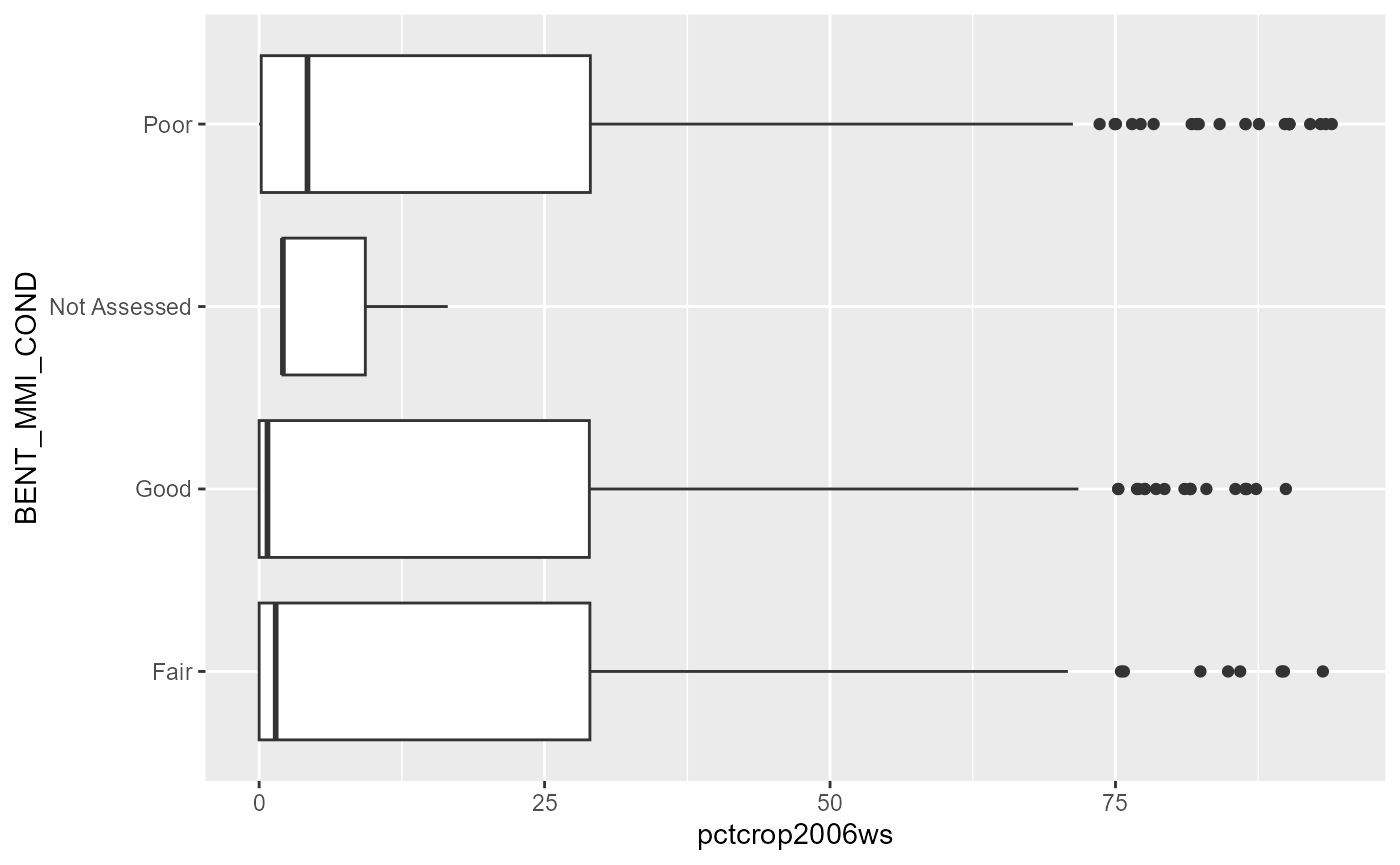 BENT_MMI_COND
Poor
Not Assessed
Good
Fair
0 25 50 75
pctcrop2006ws